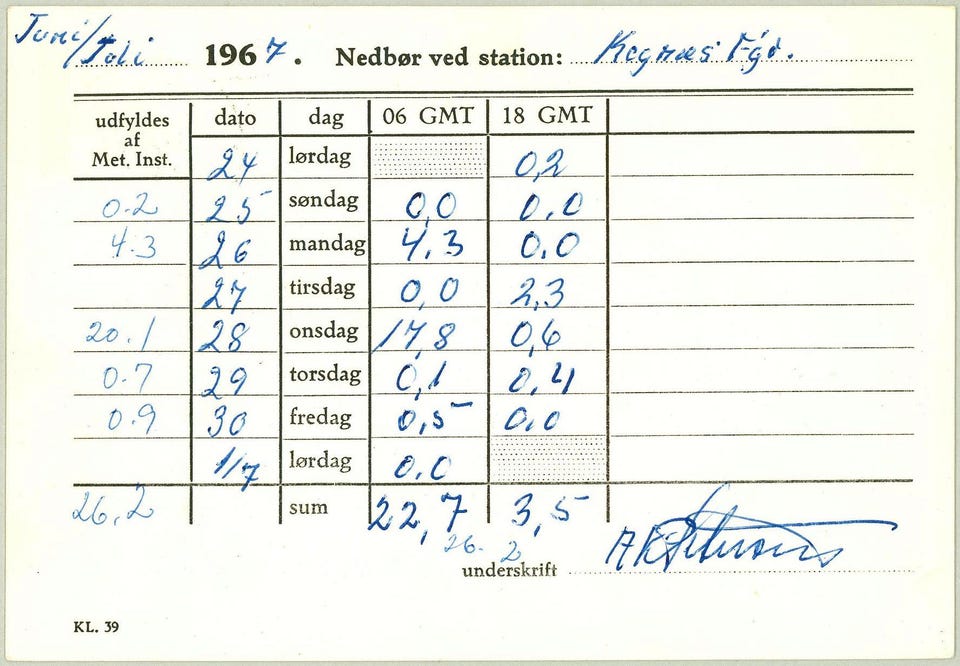 Juni/Juli 1967. Nedbør ved station: Kegnæs Fyr.
udfyldes af Met. Inst. dato dag 06 GMT 18 GMT
24 lørdag 0,2
0.2 25 søndag 0,0 0,0
4.3 26 mandag 4,3 0,0
27 tirsdag 0,0 2,3
20.1 28 onsdag 17,8 0,6
0.7 29 torsdag 0,1 0,4
0.9 30 fredag 0,5 0,0
1/7 lørdag 0,0
26,2 sum 22,7 3,5
26.2
underskrift
KL. 39